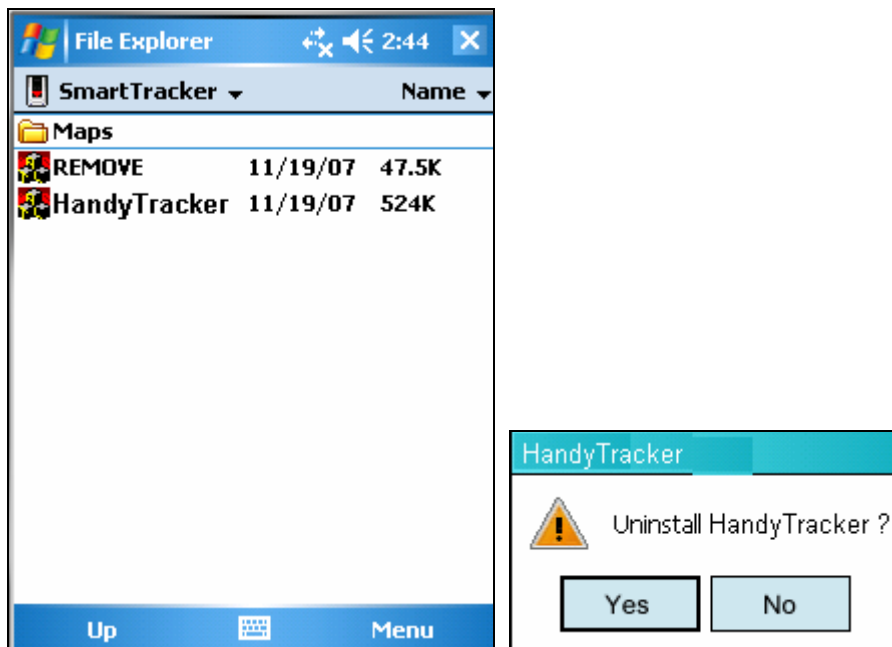 File Explorer 2:44
SmartTracker Name
Maps
REMOVE 11/19/07 47.5K
HandyTracker 11/19/07 524K
Up Menu
HandyTracker
Uninstall HandyTracker ?
Yes No